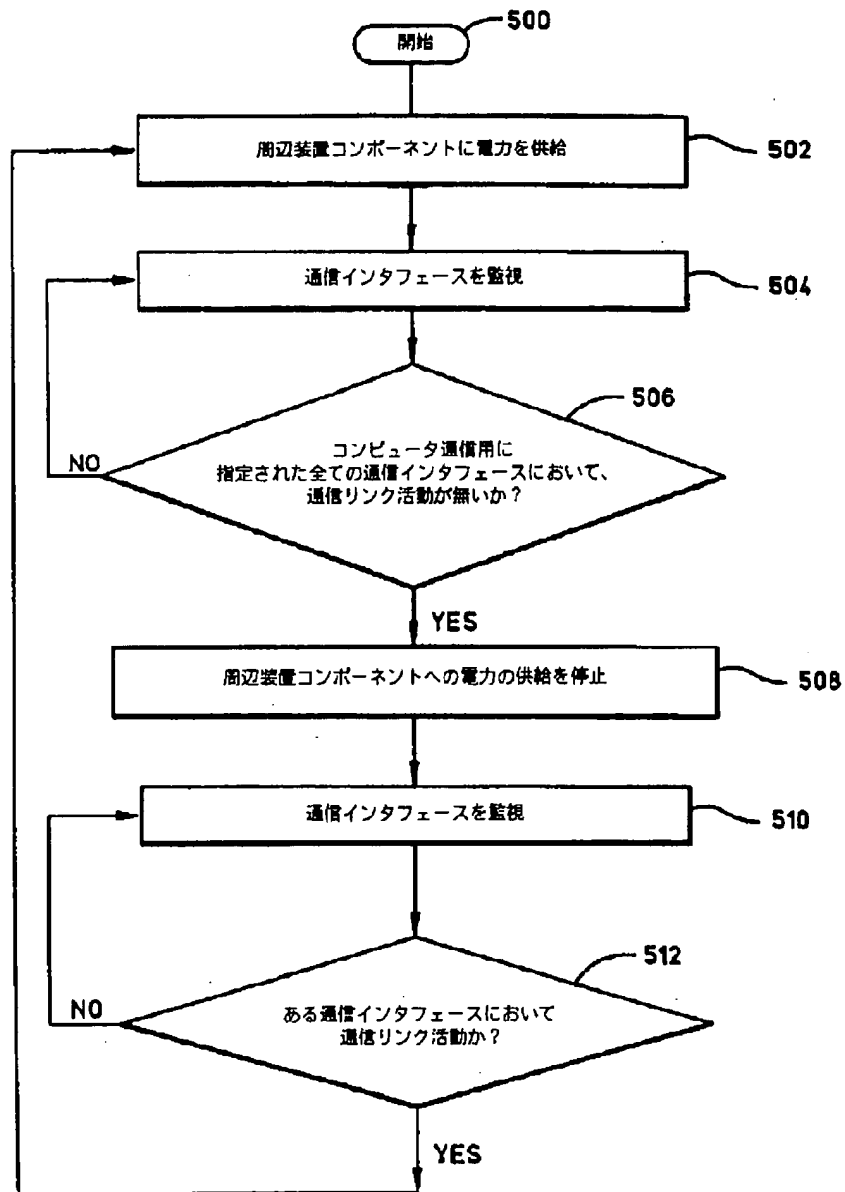 開始
500
周辺装置コンポーネントに電力を供給
502
通信インタフェースを監視
504
506
コンピュータ通信用に
指定された全ての通信インタフェースにおいて、
通信リンク活動が無いか？
NO
YES
周辺装置コンポーネントへの電力の供給を停止
508
通信インタフェースを監視
510
512
ある通信インタフェースにおいて
通信リンク活動か？
NO
YES